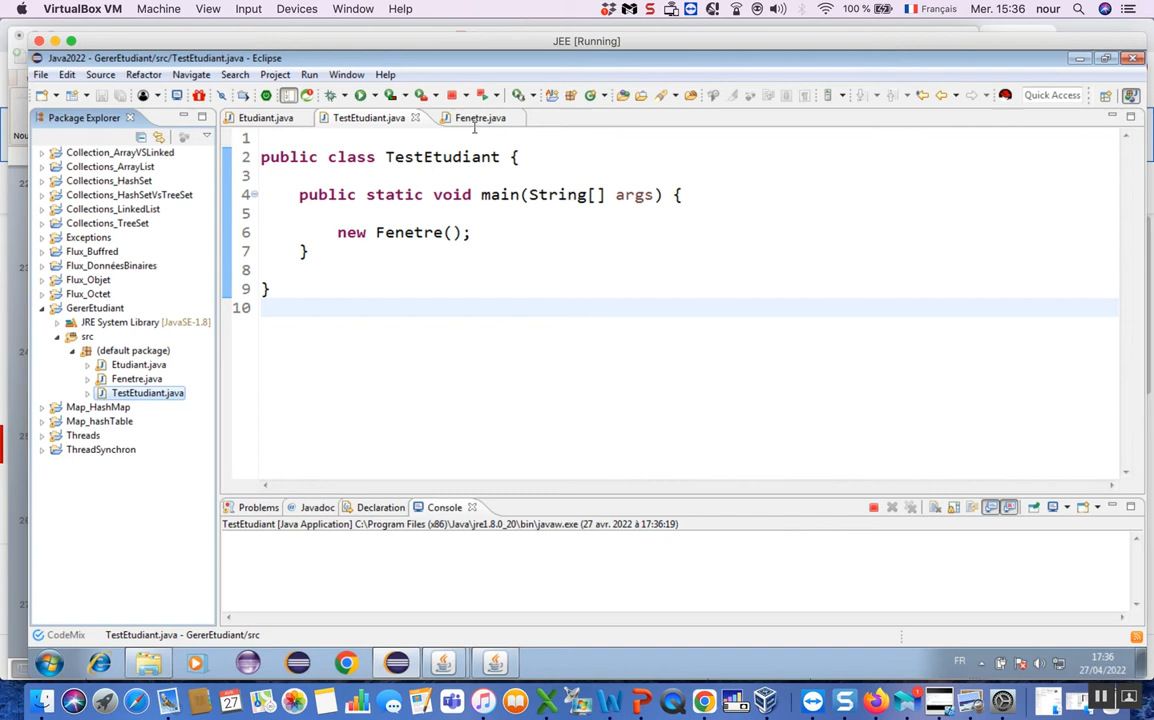 VirtualBox VM Machine View Input Devices Window Help 100 % Français Mer. 15:36 nour
JEE [Running]
Java2022 - GererEtudiant/src/TestEtudiant.java - Eclipse
File Edit Source Refactor Navigate Search Project Run Window Help
Quick Access
Package Explorer
Etudiant.java TestEtudiant.java Fenetre.java
Collection_ArrayVSLinked
Collections_ArrayList
Collections_HashSet
Collections_HashSetVsTreeSet
Collections_LinkedList
Collections_TreeSet
Exceptions
Flux_Buffred
Flux_DonnéesBinaires
Flux_Objet
Flux_Octet
GererEtudiant
JRE System Library [JavaSE-1.8]
src
(default package)
Etudiant.java
Fenetre.java
TestEtudiant.java
Map_HashMap
Map_hashTable
Threads
ThreadSynchron
1
2 public class TestEtudiant {
3
4 public static void main(String[] args) {
5
6 new Fenetre();
7 }
8
9 }
10
Problems Javadoc Declaration Console
TestEtudiant [Java Application] C:\Program Files (x86)\Java\jre1.8.0_20\bin\javaw.exe (27 avr. 2022 à 17:36:19)
CodeMix TestEtudiant.java - GererEtudiant/src
FR 17:36
27/04/2022